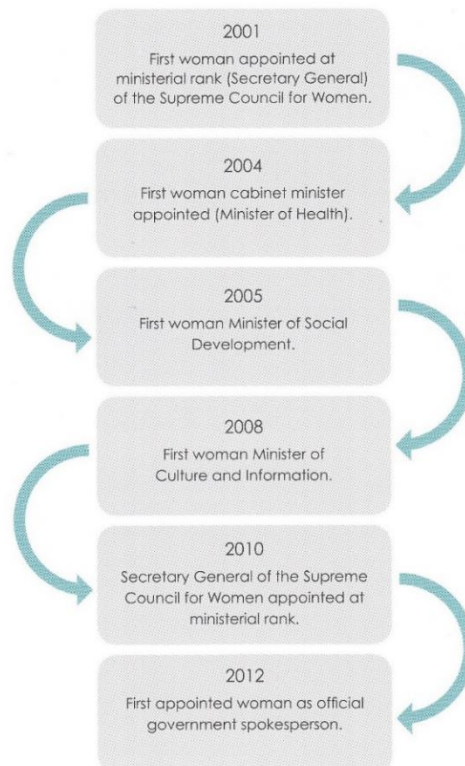 2001
First woman appointed at
ministerial rank (Secretary General)
of the Supreme Council for Women.
2004
First woman cabinet minister
appointed (Minister of Health).
2005
First woman Minister of Social
Development.
2008
First woman Minister of
Culture and Information.
2010
Secretary General of the Supreme
Council for Women appointed at
ministerial rank.
2012
First appointed woman as official
government spokesperson.